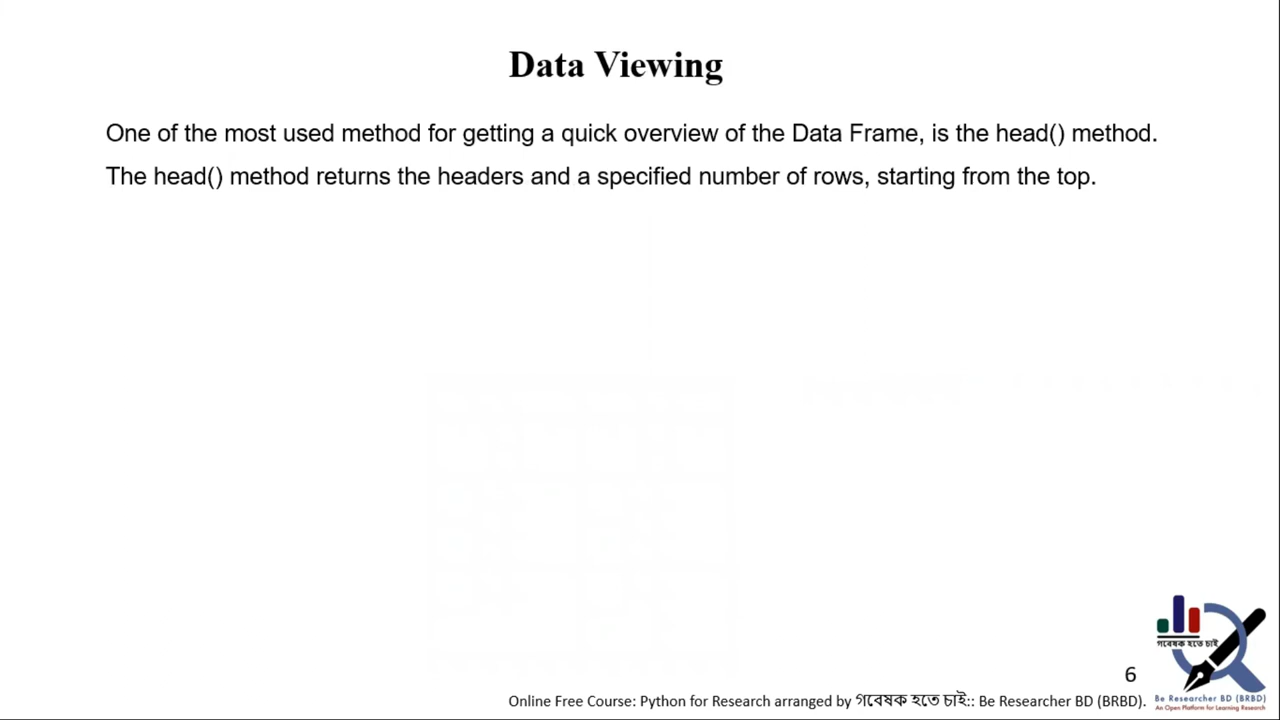 Data Viewing
One of the most used method for getting a quick overview of the Data Frame, is the head() method.
The head() method returns the headers and a specified number of rows, starting from the top.
গবেষক হতে চাই
6
Online Free Course: Python for Research arranged by গবেষক হতে চাই:: Be Researcher BD (BRBD).
Be Researcher BD (BRBD)
An Open Platform for Learning Research